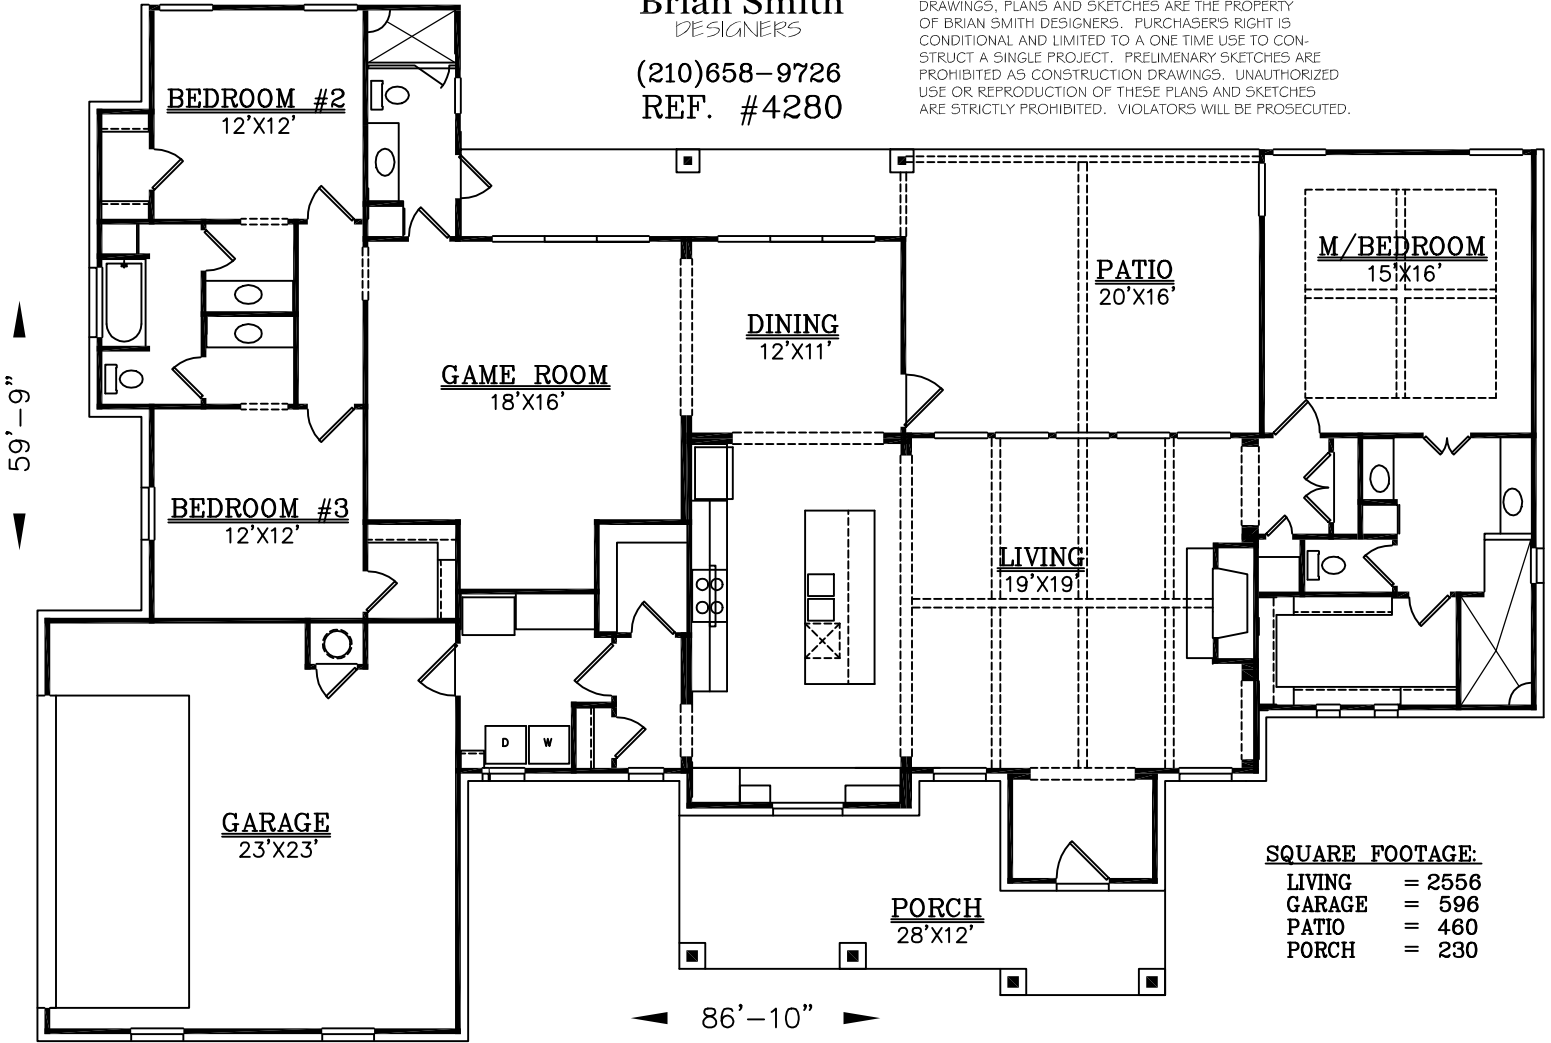 Brian Smith
DESIGNERS
(210)658-9726
REF. #4280
DRAWINGS, PLANS AND SKETCHES ARE THE PROPERTY
OF BRIAN SMITH DESIGNERS. PURCHASER'S RIGHT IS
CONDITIONAL AND LIMITED TO A ONE TIME USE TO CON-
STRUCT A SINGLE PROJECT. PRELIMENARY SKETCHES ARE
PROHIBITED AS CONSTRUCTION DRAWINGS. UNAUTHORIZED
USE OR REPRODUCTION OF THESE PLANS AND SKETCHES
ARE STRICTLY PROHIBITED. VIOLATORS WILL BE PROSECUTED.
BEDROOM #2
12'X12'
M/BEDROOM
15'X16'
PATIO
20'X16'
DINING
12'X11'
GAME ROOM
18'X16'
59'-9"
BEDROOM #3
12'X12'
LIVING
19'X19'
D
W
GARAGE
23'X23'
PORCH
28'X12'
SQUARE FOOTAGE:
LIVING = 2556
GARAGE = 596
PATIO = 460
PORCH = 230
86'-10"